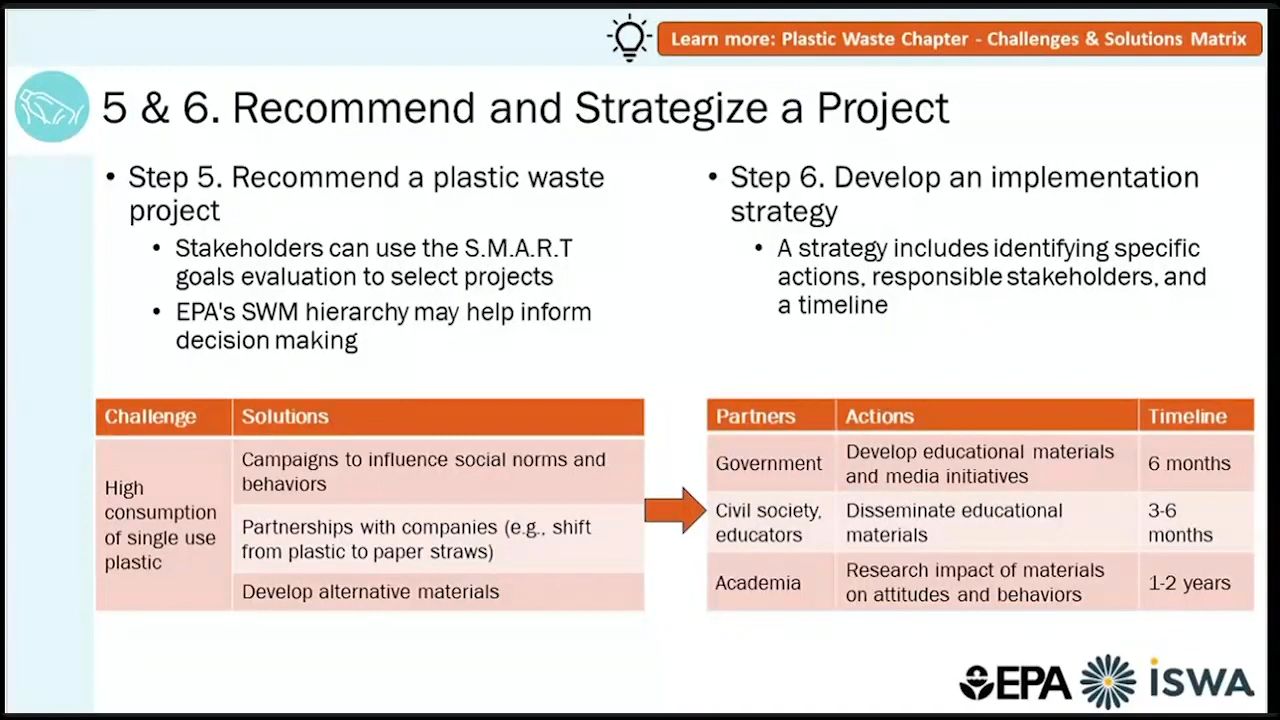 Learn more: Plastic Waste Chapter - Challenges & Solutions Matrix
5 & 6. Recommend and Strategize a Project
• Step 5. Recommend a plastic waste
project
• Stakeholders can use the S.M.A.R.T
goals evaluation to select projects
• EPA's SWM hierarchy may help inform
decision making
• Step 6. Develop an implementation
strategy
• A strategy includes identifying specific
actions, responsible stakeholders, and
a timeline
Challenge
Solutions
High
consumption
of single use
plastic
Campaigns to influence social norms and
behaviors
Partnerships with companies (e.g., shift
from plastic to paper straws)
Develop alternative materials
Partners
Actions
Timeline
Government
Develop educational materials
and media initiatives
6 months
Civil society,
educators
Disseminate educational
materials
3-6
months
Academia
Research impact of materials
on attitudes and behaviors
1-2 years
EPA
iSWA